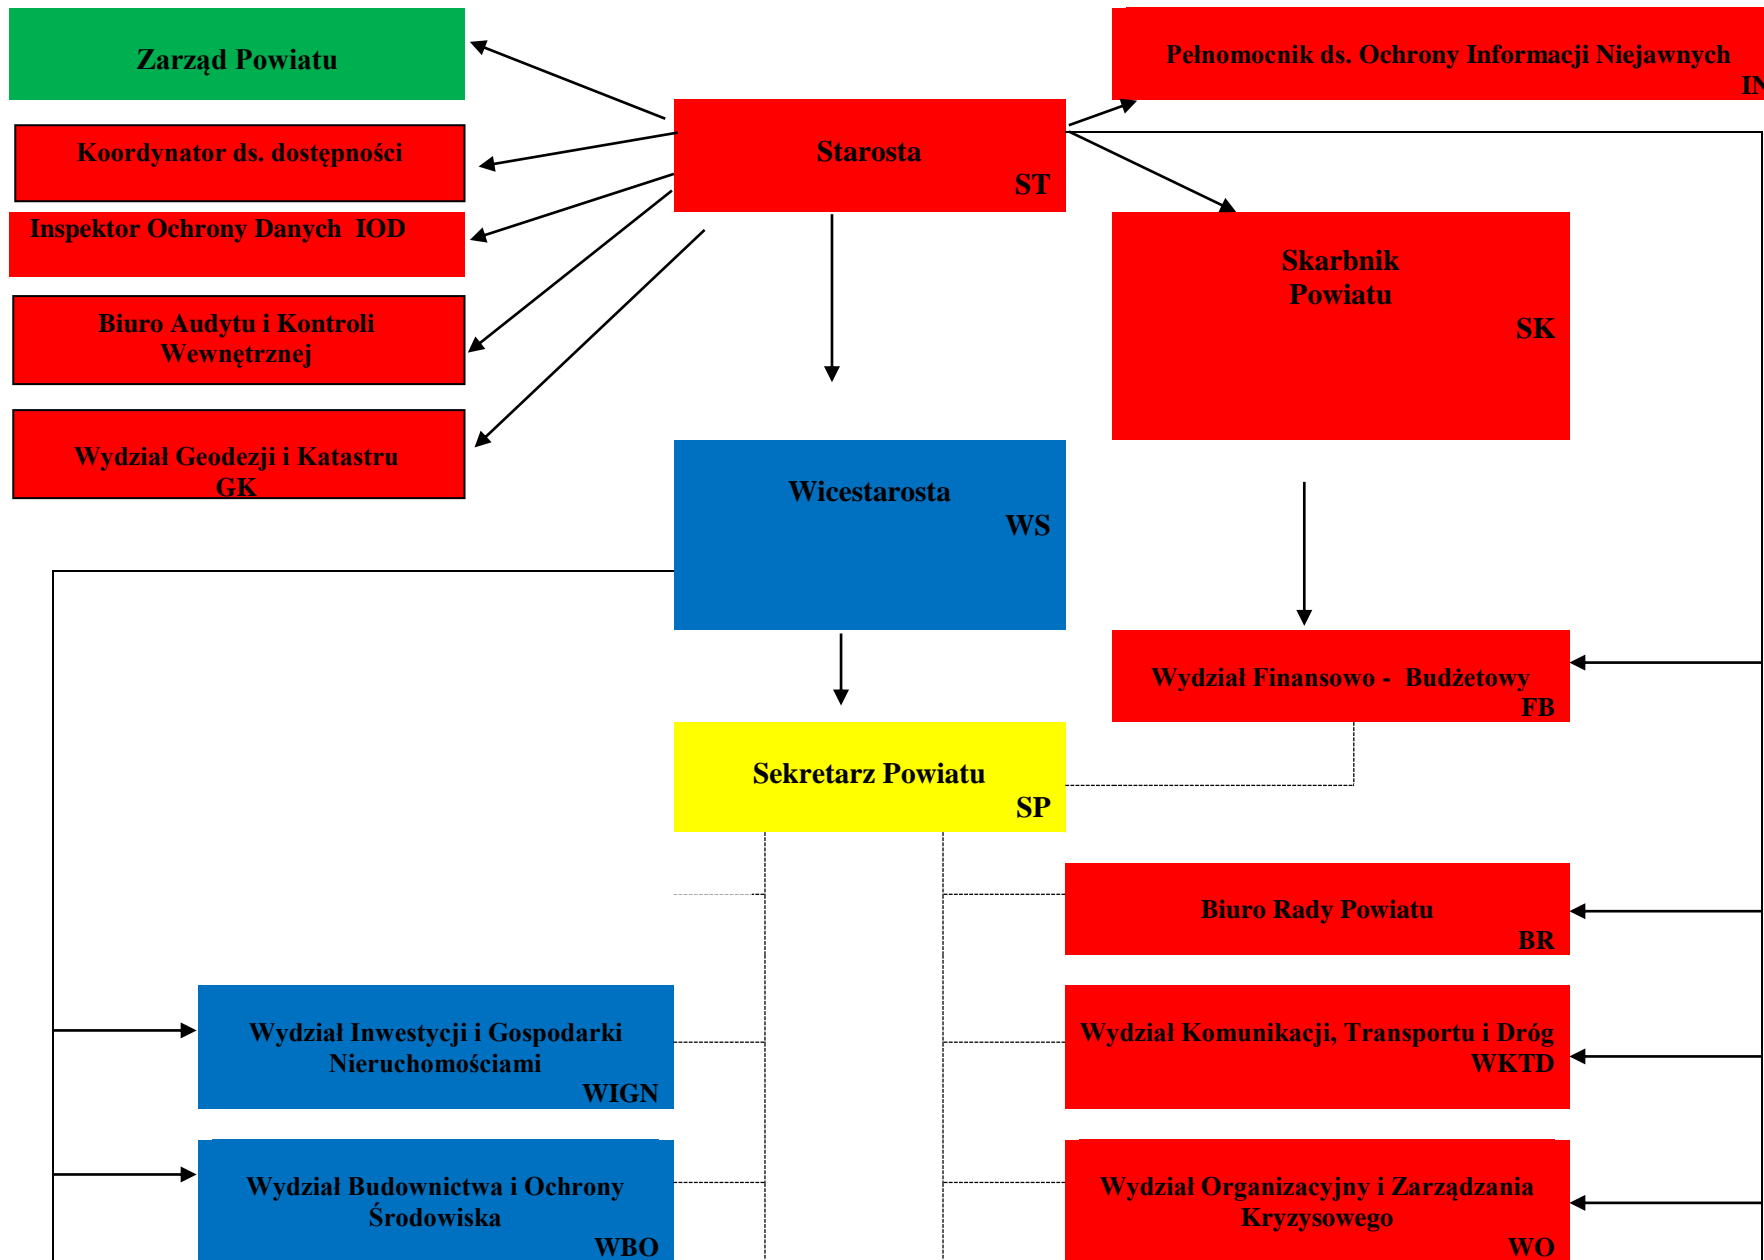 Zarząd Powiatu
Pełnomocnik ds. Ochrony Informacji Niejawnych
IN
Koordynator ds. dostępności
Starosta
ST
Inspektor Ochrony Danych IOD
Skarbnik
Powiatu
SK
Biuro Audytu i Kontroli
Wewnętrznej
Wydział Geodezji i Katastru
GK
Wicestarosta
WS
Wydział Finansowo - Budżetowy
FB
Sekretarz Powiatu
SP
Biuro Rady Powiatu
BR
Wydział Inwestycji i Gospodarki
Nieruchomościami
WIGN
Wydział Komunikacji, Transportu i Dróg
WKTD
Wydział Budownictwa i Ochrony
Środowiska
WBO
Wydział Organizacyjny i Zarządzania
Kryzysowego
WO